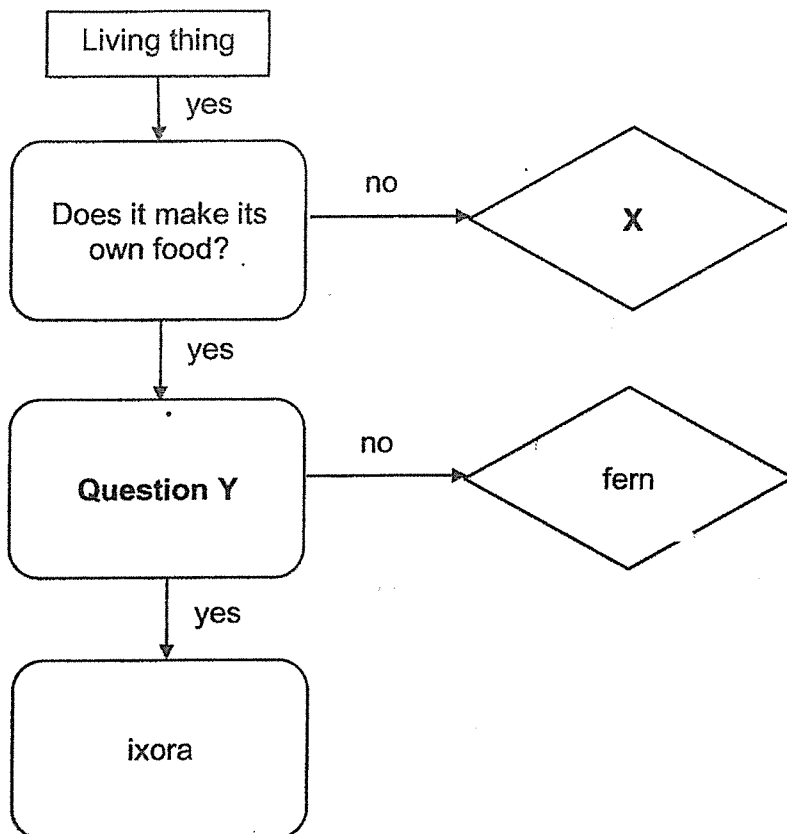 Living thing
yes
Does it make its
own food?
no
X
yes
Question Y
no
fern
yes
ixora